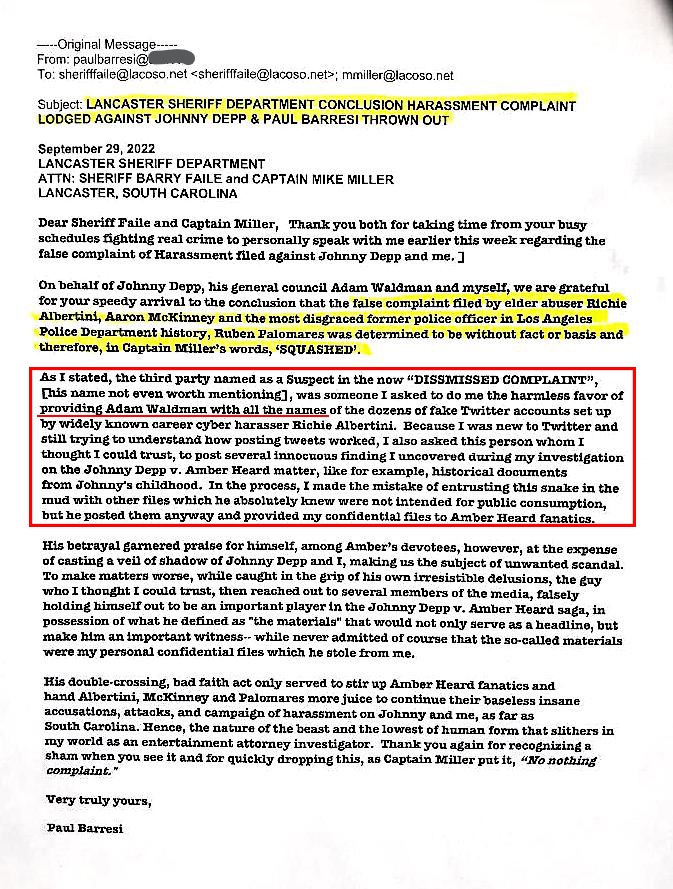 -----Original Message-----
From: paulbarresi@
To: sherifffaile@lacoso.net <sherifffaile@lacoso.net>; mmiller@lacoso.net
Subject: LANCASTER SHERIFF DEPARTMENT CONCLUSION HARASSMENT COMPLAINT
LODGED AGAINST JOHNNY DEPP & PAUL BARRESI THROWN OUT
September 29, 2022
LANCASTER SHERIFF DEPARTMENT
ATTN: SHERIFF BARRY FAILE and CAPTAIN MIKE MILLER
LANCASTER, SOUTH CAROLINA
Dear Sheriff Faile and Captain Miller, Thank you both for taking time from your busy
schedules fighting real crime to personally speak with me earlier this week regarding the
false complaint of Harassment filed against Johnny Depp and me. ]
On behalf of Johnny Depp, his general council Adam Waldman and myself, we are grateful
for your speedy arrival to the conclusion that the false complaint filed by elder abuser Richie
Albertini, Aaron McKinney and the most disgraced former police officer in Los Angeles
Police Department history, Ruben Palomares was determined to be without fact or basis and
therefore, in Captain Miller's words, 'SQUASHED'.
As I stated, the third party named as a Suspect in the now "DISSMISSED COMPLAINT",
[his name not even worth mentioning], was someone I asked to do me the harmless favor of
providing Adam Waldman with all the names of the dozens of fake Twitter accounts set up
by widely known career cyber harasser Richie Albertini. Because I was new to Twitter and
still trying to understand how posting tweets worked, I also asked this person whom I
thought I could trust, to post several innocuous finding I uncovered during my investigation
on the Johnny Depp v. Amber Heard matter, like for example, historical documents
from Johnny's childhood. In the process, I made the mistake of entrusting this snake in the
mud with other files which he absolutely knew were not intended for public consumption,
but he posted them anyway and provided my confidential files to Amber Heard fanatics.
His betrayal garnered praise for himself, among Amber's devotees, however, at the expense
of casting a veil of shadow of Johnny Depp and I, making us the subject of unwanted scandal.
To make matters worse, while caught in the grip of his own irresistible delusions, the guy
who I thought I could trust, then reached out to several members of the media, falsely
holding himself out to be an important player in the Johnny Depp v. Amber Heard saga, in
possession of what he defined as "the materials" that would not only serve as a headline, but
make him an important witness-- while never admitted of course that the so-called materials
were my personal confidential files which he stole from me.
His double-crossing, bad faith act only served to stir up Amber Heard fanatics and
hand Albertini, McKinney and Palomares more juice to continue their baseless insane
accusations, attacks, and campaign of harassment on Johnny and me, as far as
South Carolina. Hence, the nature of the beast and the lowest of human form that slithers in
my world as an entertainment attorney investigator. Thank you again for recognizing a
sham when you see it and for quickly dropping this, as Captain Miller put it, "No nothing
complaint."
Very truly yours,
Paul Barresi